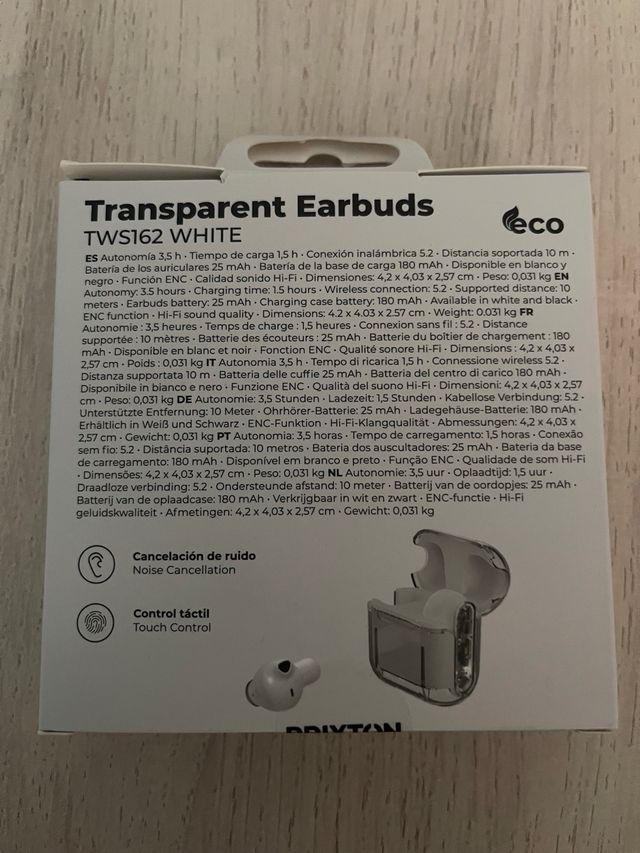 Transparent Earbuds
TWS162 WHITE
eco
ES Autonomía 3,5 h · Tiempo de carga 1,5 h · Conexión inalámbrica 5.2 · Distancia soportada 10 m ·
Batería de los auriculares 25 mAh · Batería de la base de carga 180 mAh · Disponible en blanco y
negro · Función ENC · Calidad sonido Hi-Fi · Dimensiones: 4,2 x 4,03 x 2,57 cm · Peso: 0,031 kg EN
Autonomy: 3.5 hours · Charging time: 1.5 hours · Wireless connection: 5.2 · Supported distance: 10
meters · Earbuds battery: 25 mAh · Charging case battery: 180 mAh · Available in white and black ·
ENC function · Hi-Fi sound quality · Dimensions: 4.2 x 4.03 x 2.57 cm · Weight: 0.031 kg FR
Autonomie : 3,5 heures · Temps de charge : 1,5 heures · Connexion sans fil : 5.2 · Distance
supportée : 10 mètres · Batterie des écouteurs : 25 mAh · Batterie du boîtier de chargement : 180
mAh · Disponible en blanc et noir · Fonction ENC · Qualité sonore Hi-Fi · Dimensions : 4,2 x 4,03 x
2,57 cm · Poids : 0,031 kg IT Autonomia 3,5 h · Tempo di ricarica 1,5 h · Connessione wireless 5.2 ·
Distanza supportata 10 m · Batteria delle cuffie 25 mAh · Batteria del centro di carico 180 mAh ·
Disponibile in bianco e nero · Funzione ENC · Qualità del suono Hi-Fi · Dimensioni: 4,2 x 4,03 x 2,57
cm · Peso: 0,031 kg DE Autonomie: 3,5 Stunden · Ladezeit: 1,5 Stunden · Kabellose Verbindung: 5.2 ·
Unterstützte Entfernung: 10 Meter · Ohrhörer-Batterie: 25 mAh · Ladegehäuse-Batterie: 180 mAh ·
Erhältlich in Weiß und Schwarz · ENC-Funktion · Hi-Fi-Klangqualität · Abmessungen: 4,2 x 4,03 x
2,57 cm · Gewicht: 0,031 kg PT Autonomia: 3,5 horas · Tempo de carregamento: 1,5 horas · Conexão
sem fio: 5.2 · Distância suportada: 10 metros · Bateria dos auscultadores: 25 mAh · Bateria da base
de carregamento: 180 mAh · Disponível em branco e preto · Função ENC · Qualidade de som Hi-Fi
· Dimensões: 4,2 x 4,03 x 2,57 cm · Peso: 0,031 kg NL Autonomie: 3,5 uur · Oplaadtijd: 1,5 uur ·
Draadloze verbinding: 5.2 · Ondersteunde afstand: 10 meter · Batterij van de oordopjes: 25 mAh ·
Batterij van de oplaadcase: 180 mAh · Verkrijgbaar in wit en zwart · ENC-functie · Hi-Fi
geluidskwaliteit · Afmetingen: 4,2 x 4,03 x 2,57 cm · Gewicht: 0,031 kg
Cancelación de ruido
Noise Cancellation
Control táctil
Touch Control
BRIXTON